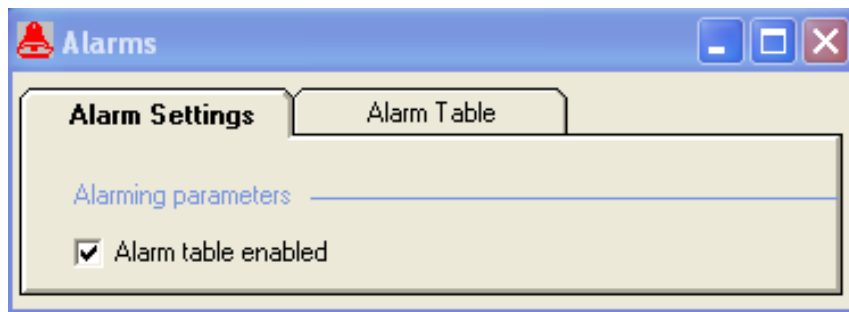 Alarms
Alarm Settings
Alarm Table
Alarming parameters
Alarm table enabled